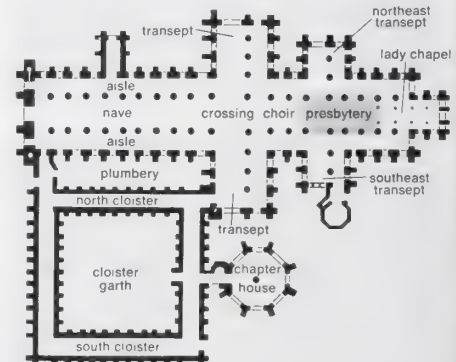 northeast
transept
transept
lady chapel
aisle
nave
crossing choir presbytery
aisle
plumbery
southeast
transept
north cloister
transept
cloister
garth
chapter
house
south cloister